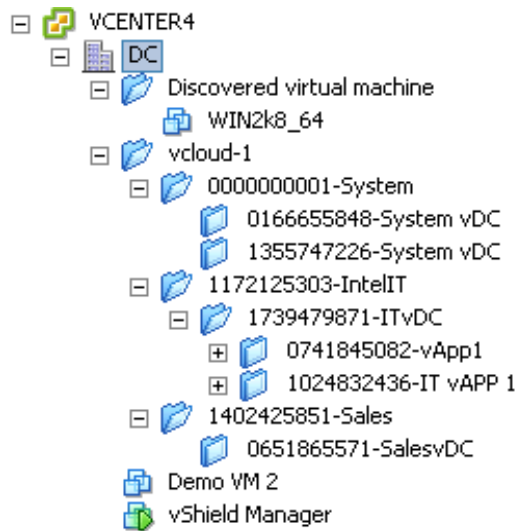 VCENTER4
DC
Discovered virtual machine
WIN2k8_64
vcloud-1
0000000001-System
0166655848-System vDC
1355747226-System vDC
1172125303-IntelIT
1739479871-ITvDC
0741845082-vApp1
1024832436-IT vAPP 1
1402425851-Sales
0651865571-SalesvDC
Demo VM 2
vShield Manager